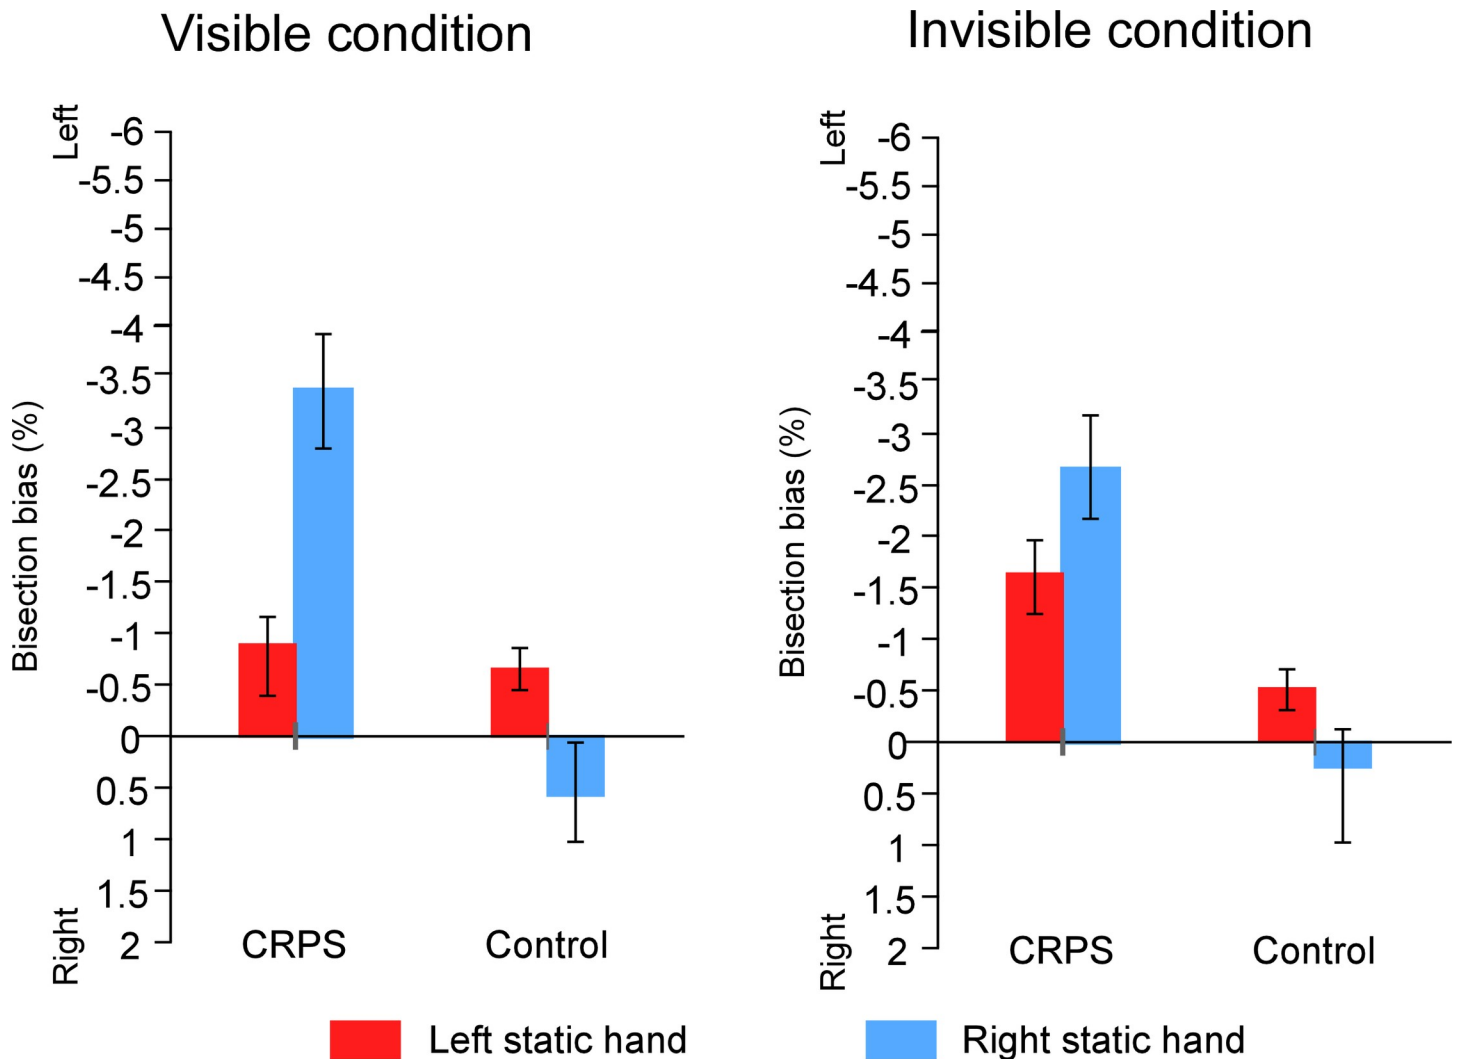 Visible condition
Left
-6
-5.5
-5
-4.5
-4
-3.5
-3
-2.5
-2
-1.5
-1
-0.5
0
0.5
1
1.5
2
Right
Bisection bias (%)
CRPS
Control
Invisible condition
Left
-6
-5.5
-5
-4.5
-4
-3.5
-3
-2.5
-2
-1.5
-1
-0.5
0
0.5
1
1.5
2
Right
Bisection bias (%)
CRPS
Control
Left static hand
Right static hand